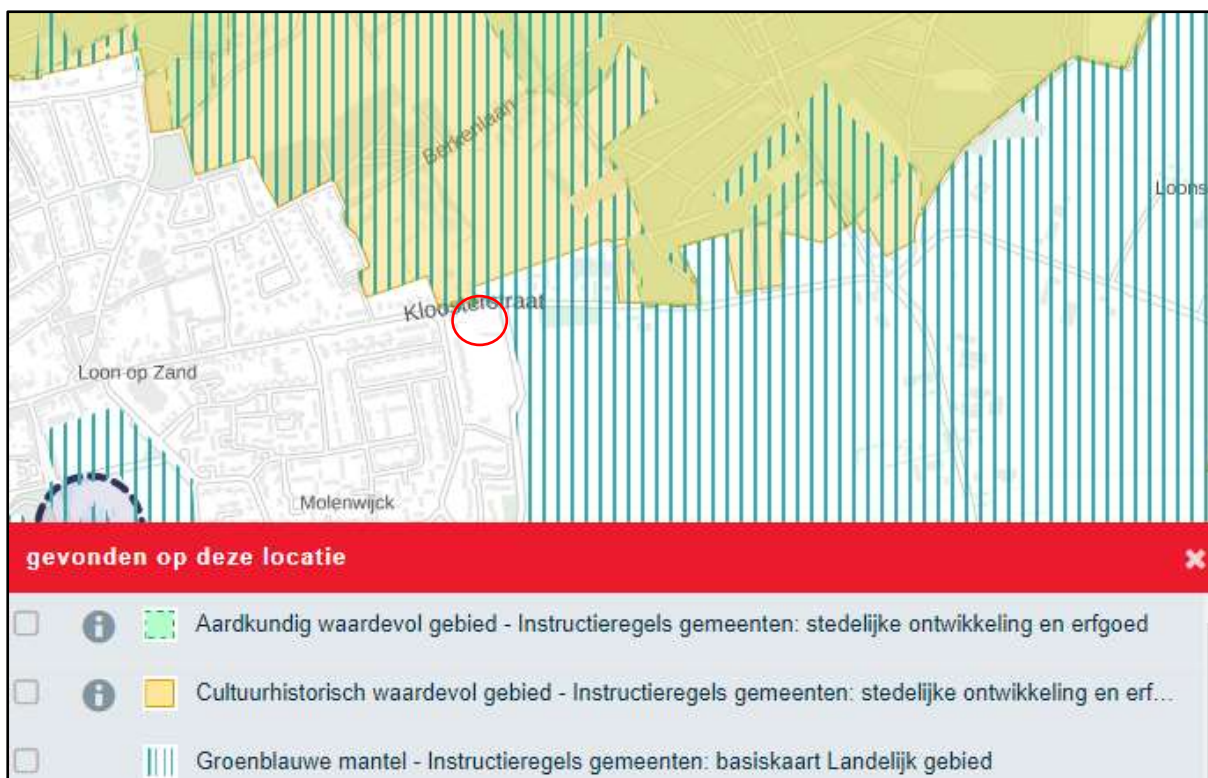 Berkenlaan
Loons
Kloosterstraat
Loon op Zand
Molenwijck
gevonden op deze locatie
Aardkundig waardevol gebied - Instructieregels gemeenten: stedelijke ontwikkeling en erfgoed
Cultuurhistorisch waardevol gebied - Instructieregels gemeenten: stedelijke ontwikkeling en erf...
Groenblauwe mantel - Instructieregels gemeenten: basiskaart Landelijk gebied